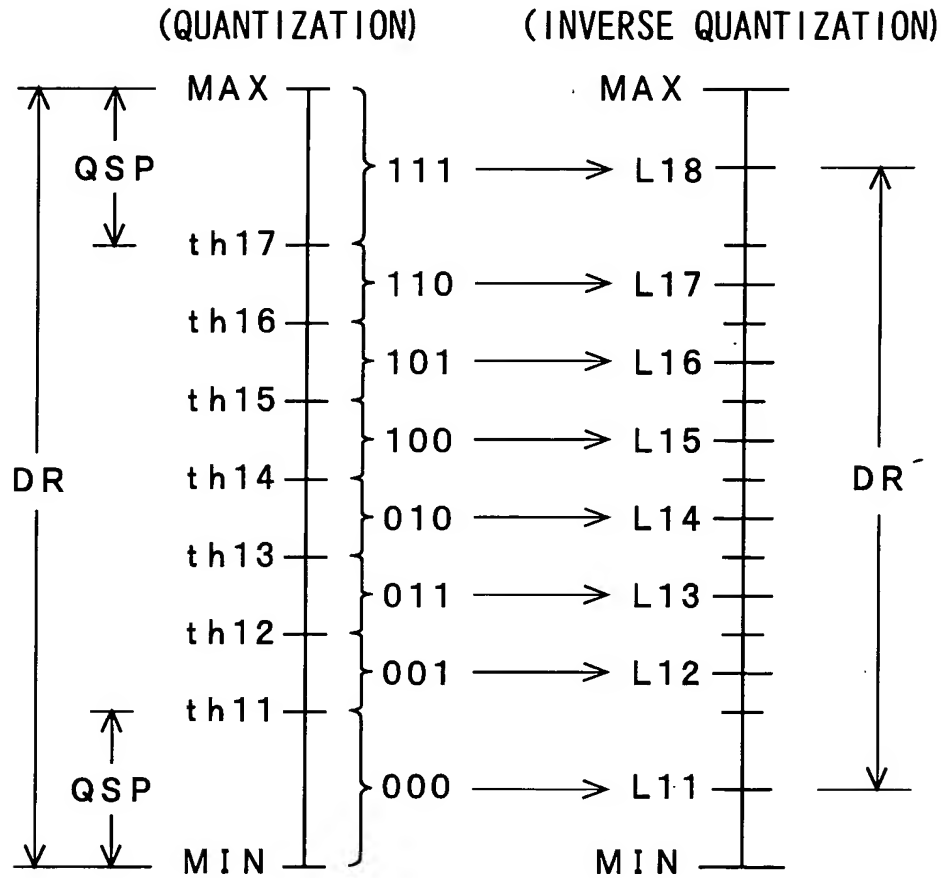 (QUANTIZATION) (INVERSE QUANTIZATION)
MAX MAX
QSP 111 L18
th17
110 L17
th16
101 L16
th15
100 L15
DR th14 DR'
010 L14
th13
011 L13
th12
001 L12
th11
QSP 000 L11
MIN MIN